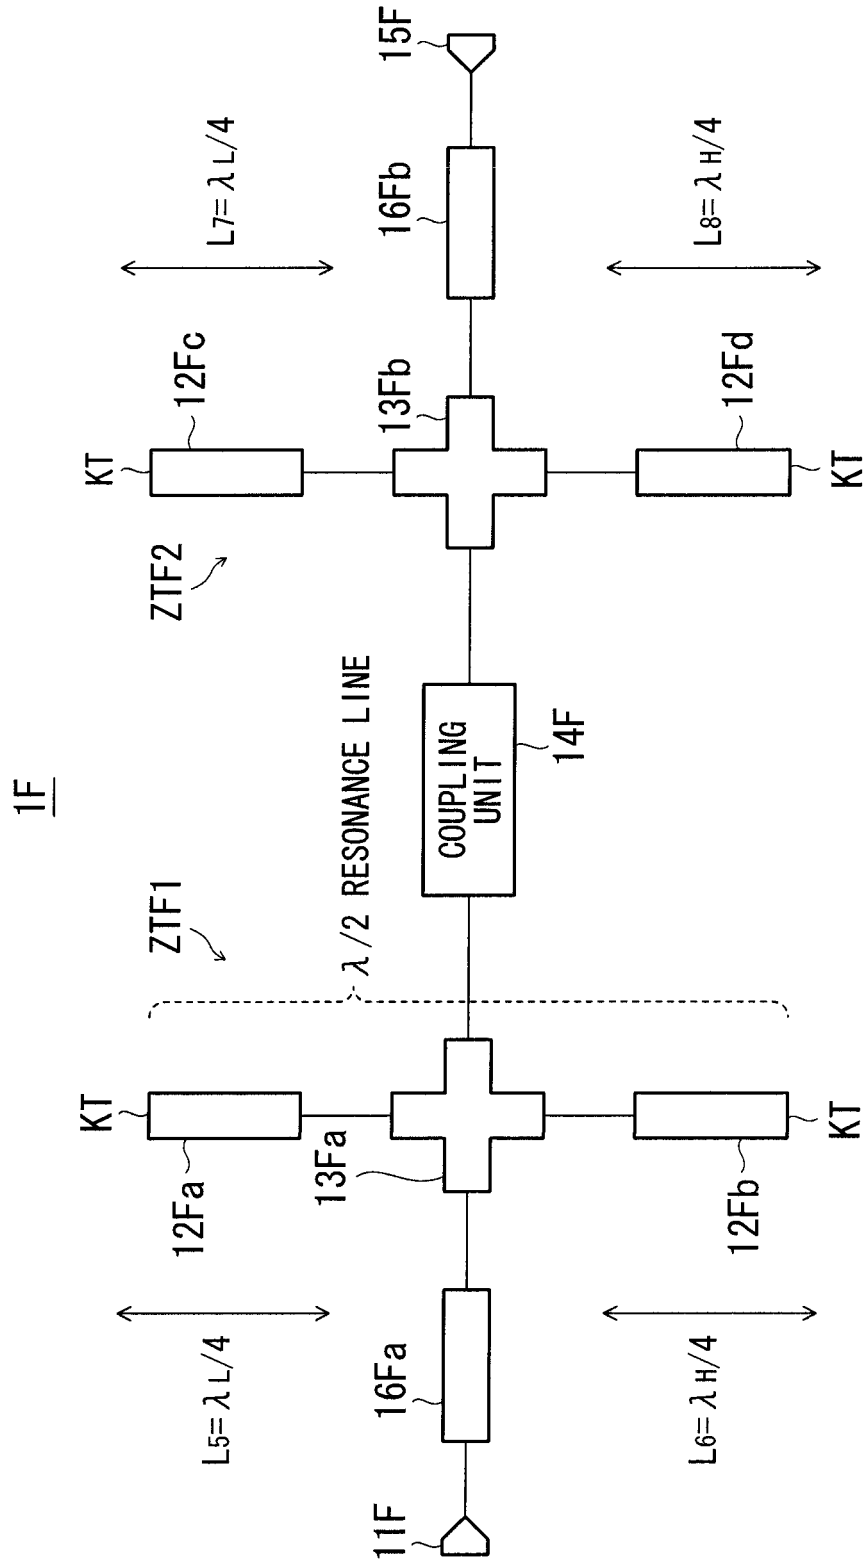 1F
ZTF1
ZTF2
KT
KT
12Fa
12Fc
L5=λL/4
L7=λL/4
λ/2 RESONANCE LINE
13Fa
13Fb
11F
16Fa
16Fb
15F
COUPLING
UNIT
14F
L6=λH/4
L8=λH/4
12Fb
12Fd
KT
KT